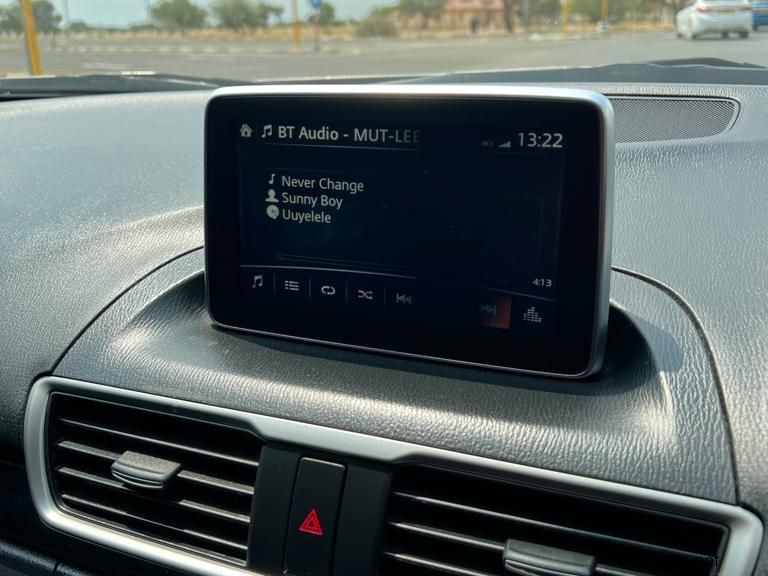 BT Audio - MUT-LEE
13:22
Never Change
Sunny Boy
Uuyelele
4:13